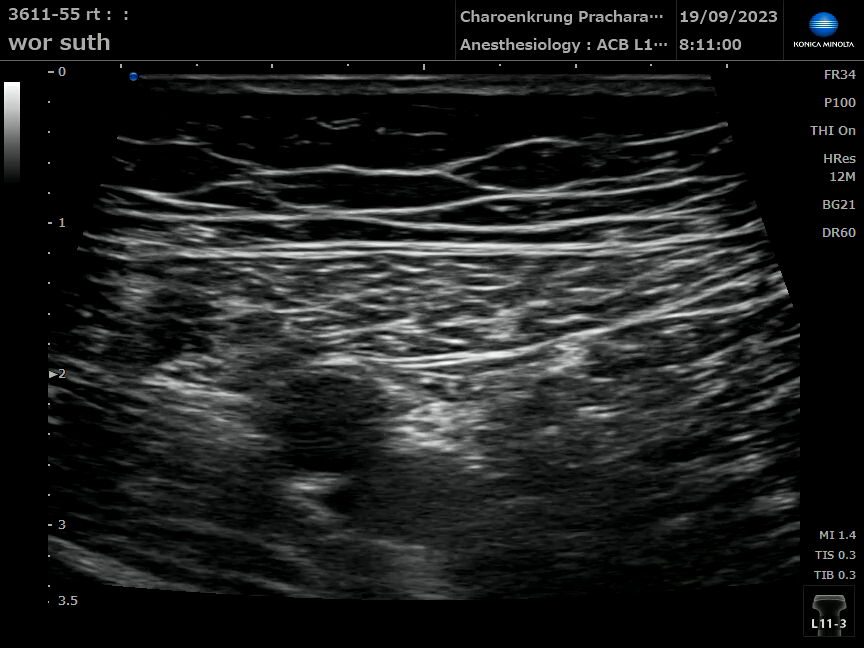 3611-55 rt : :
wor suth
Charoenkrung Prachara···
Anesthesiology : ACB L1···
19/09/2023
8:11:00
KONICA MINOLTA
FR34
P100
THI On
HRes
12M
BG21
DR60
0
1
2
3
3.5
MI 1.4
TIS 0.3
TIB 0.3
L11-3